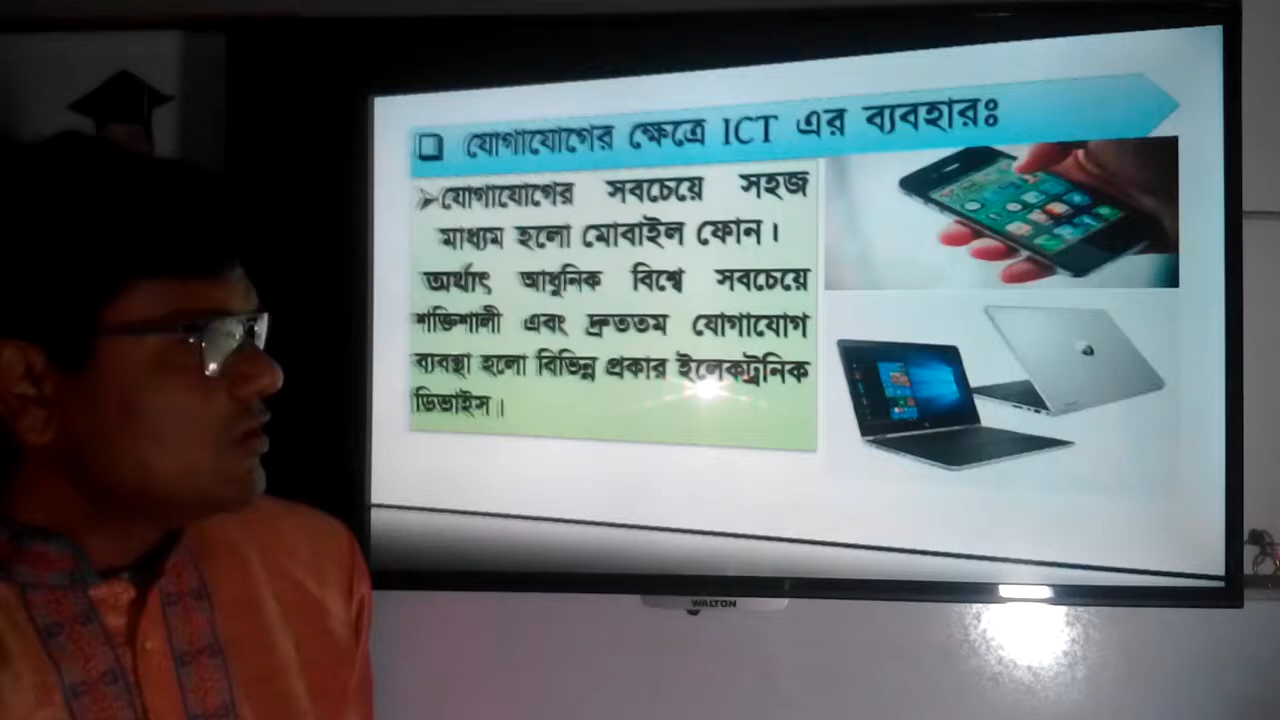 ❑ যোগাযোগের ক্ষেত্রে ICT এর ব্যবহারঃ
➢যোগাযোগের সবচেয়ে সহজ
মাধ্যম হলো মোবাইল ফোন।
অর্থাৎ আধুনিক বিশ্বে সবচেয়ে
শক্তিশালী এবং দ্রুততম যোগাযোগ
ব্যবস্থা হলো বিভিন্ন প্রকার ইলেকট্রনিক
ডিভাইস।
WALTON